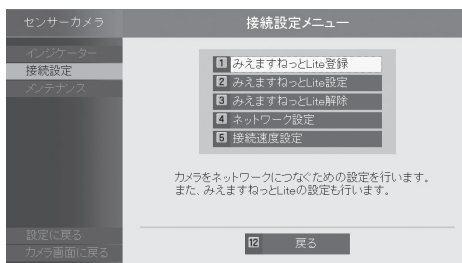 センサーカメラ
接続設定メニュー
インジケーター
接続設定
メンテナンス
1 みえますねっとLite登録
2 みえますねっとLite設定
3 みえますねっとLite解除
4 ネットワーク設定
5 接続速度設定
カメラをネットワークにつなぐための設定を行います。
また、みえますねっとLiteの設定も行います。
設定に戻る
カメラ画面に戻る
12 戻る